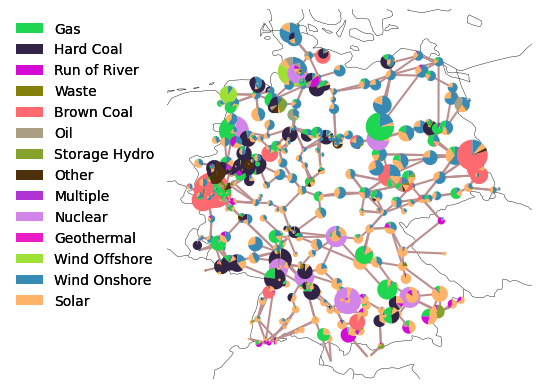 Gas
Hard Coal
Run of River
Waste
Brown Coal
Oil
Storage Hydro
Other
Multiple
Nuclear
Geothermal
Wind Offshore
Wind Onshore
Solar